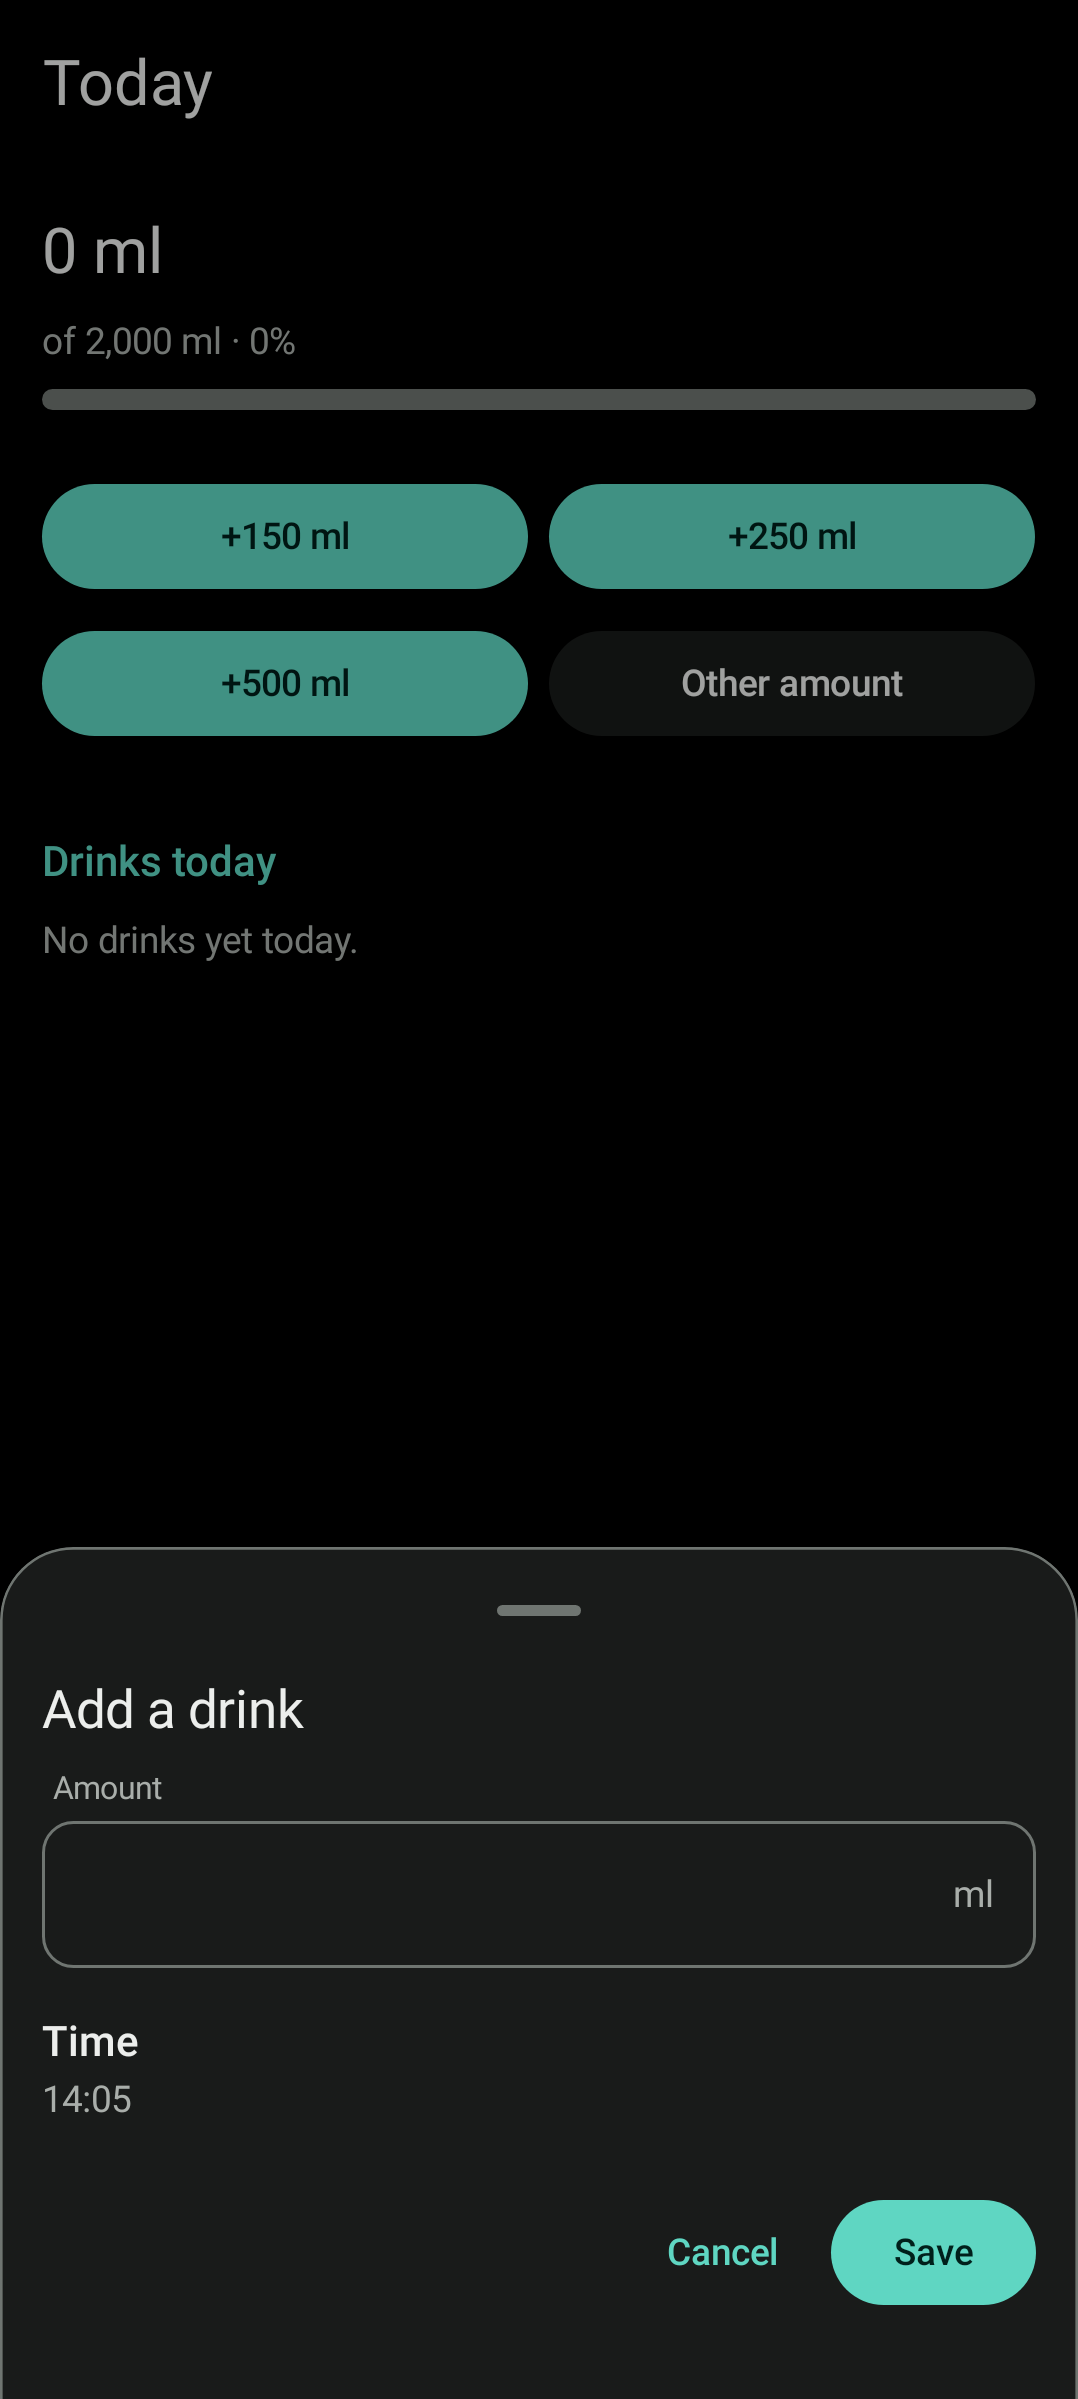 Today
0 ml
of 2,000 ml · 0%
+150 ml
+250 ml
+500 ml
Other amount
Drinks today
No drinks yet today.
Add a drink
Amount
ml
Time
14:05
Cancel
Save